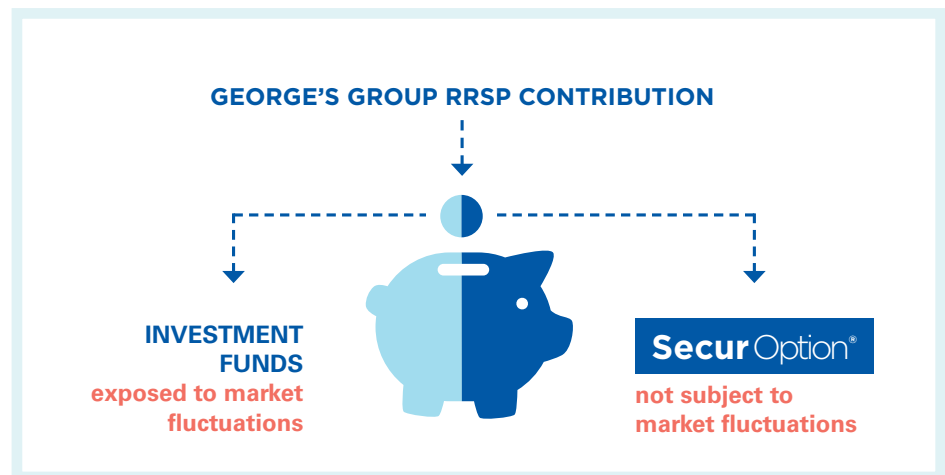 GEORGE'S GROUP RRSP CONTRIBUTION
INVESTMENT
FUNDS
exposed to market
fluctuations
SecurOption®
not subject to
market fluctuations